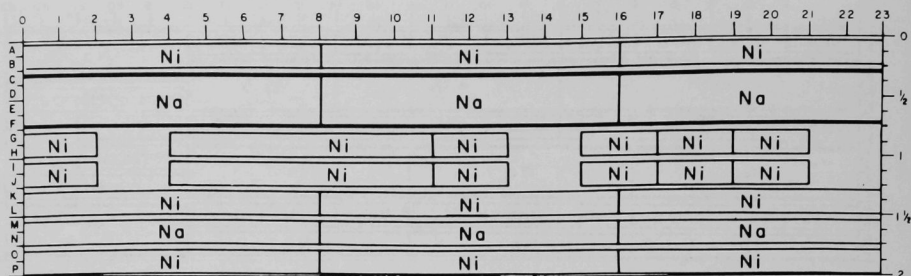 0 1 2 3 4 5 6 7 8 9 10 11 12 13 14 15 16 17 18 19 20 21 22 23
0
A
Ni Ni Ni
B
C
D
Na Na Na
1/2
E
F
G
Ni Ni Ni Ni Ni Ni
H
1
I
Ni Ni Ni Ni Ni Ni
J
K
Ni Ni Ni
L
1 1/2
M
Na Na Na
N
O
Ni Ni Ni
P
2